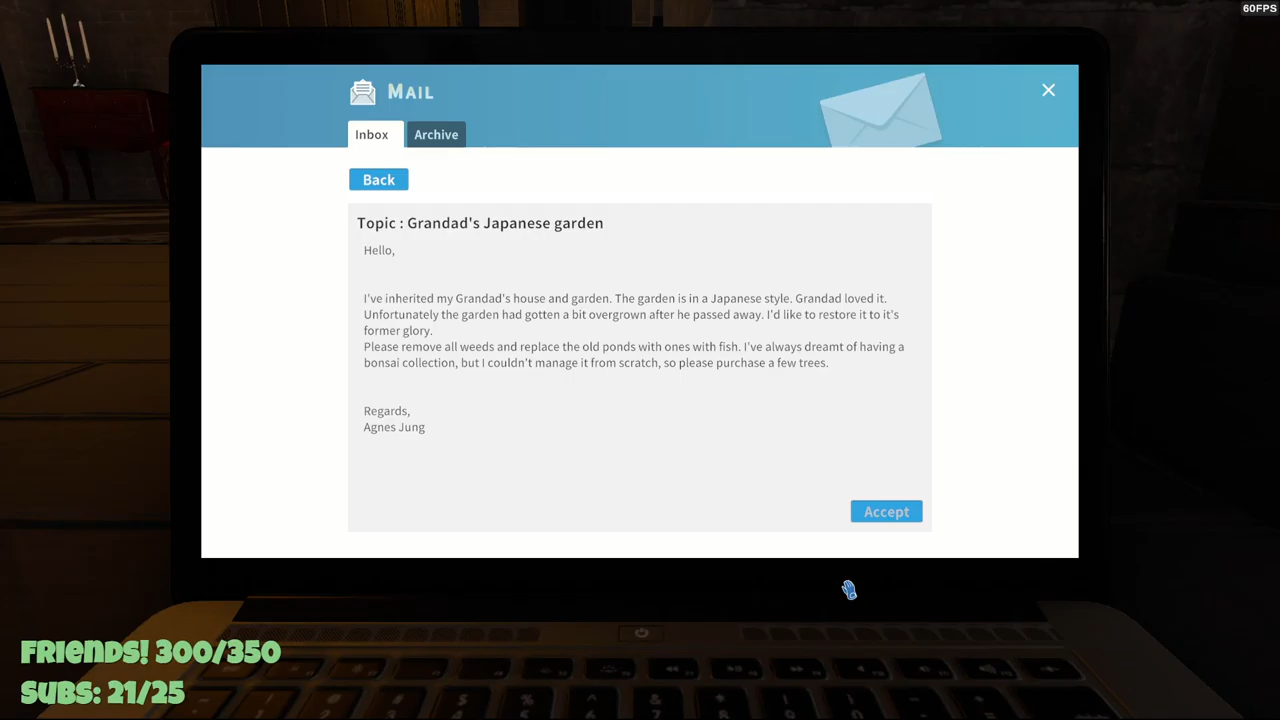 60FPS
Mail
Inbox
Archive
Back
Topic : Grandad's Japanese garden
Hello,
I've inherited my Grandad's house and garden. The garden is in a Japanese style. Grandad loved it.
Unfortunately the garden had gotten a bit overgrown after he passed away. I'd like to restore it to it's
former glory.
Please remove all weeds and replace the old ponds with ones with fish. I've always dreamt of having a
bonsai collection, but I couldn't manage it from scratch, so please purchase a few trees.
Regards,
Agnes Jung
Accept
Friends! 300/350
Subs: 21/25